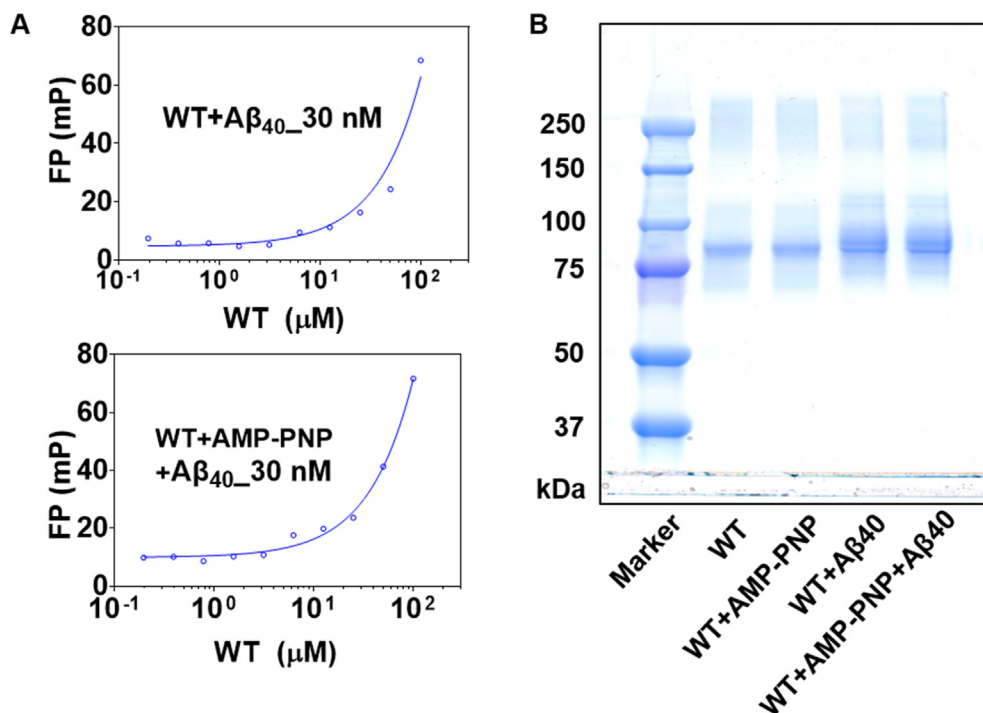 A
80
60
40
20
0
FP (mP)
WT+Aβ₄₀_30 nM
10⁻¹ 10⁰ 10¹ 10²
WT (μM)
80
60
40
20
0
FP (mP)
WT+AMP-PNP
+Aβ₄₀_30 nM
10⁻¹ 10⁰ 10¹ 10²
WT (μM)
B
250
150
100
75
50
37
kDa
Marker
WT
WT+AMP-PNP
WT+Aβ40
WT+AMP-PNP+Aβ40